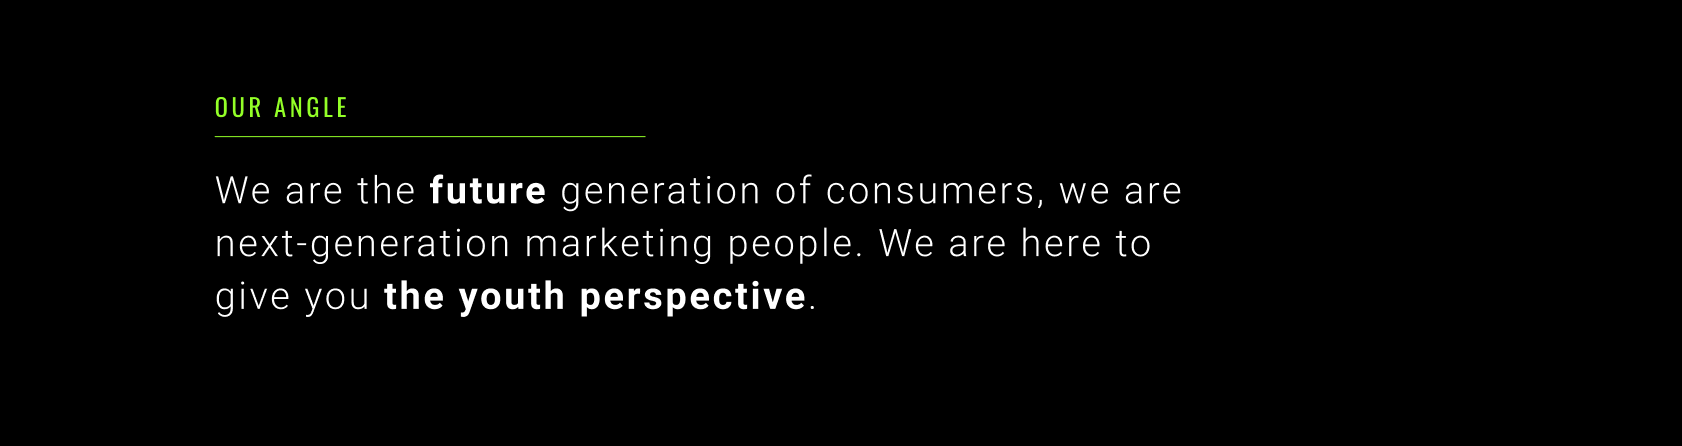 OUR ANGLE
We are the future generation of consumers, we are
next-generation marketing people. We are here to
give you the youth perspective.